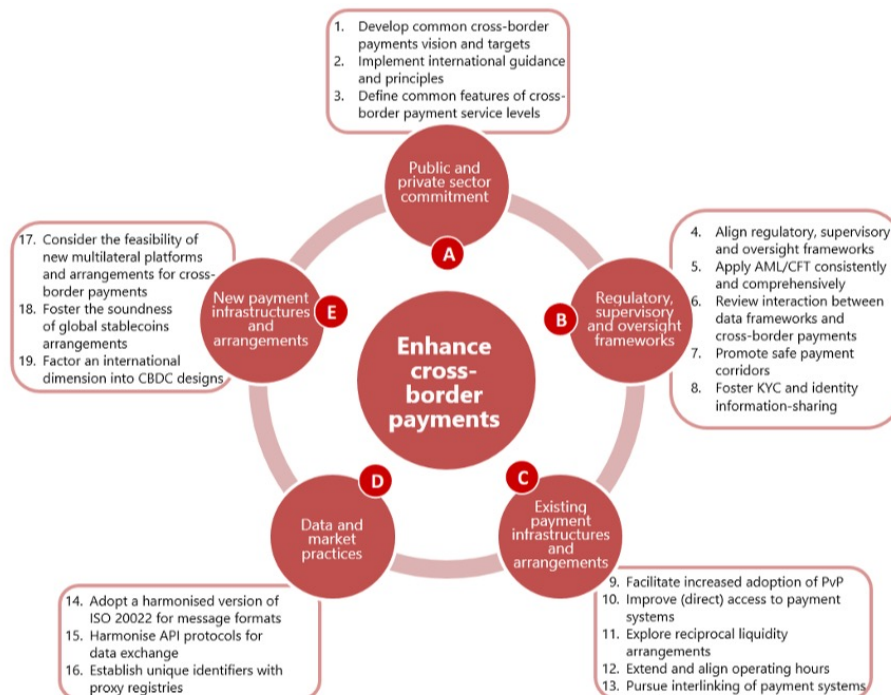 1. Develop common cross-border
payments vision and targets
2. Implement international guidance
and principles
3. Define common features of cross-
border payment service levels
Public and
private sector
commitment
A
17. Consider the feasibility of
new multilateral platforms
and arrangements for cross-
border payments
18. Foster the soundness
of global stablecoins
arrangements
19. Factor an international
dimension into CBDC designs
New payment
infrastructures
and
arrangements
E
4. Align regulatory, supervisory
and oversight frameworks
5. Apply AML/CFT consistently
and comprehensively
6. Review interaction between
data frameworks and
cross-border payments
7. Promote safe payment
corridors
8. Foster KYC and identity
information-sharing
Regulatory,
supervisory
and oversight
frameworks
B
Enhance
cross-
border
payments
D
Data and
market
practices
C
Existing
payment
infrastructures
and
arrangements
14. Adopt a harmonised version of
ISO 20022 for message formats
15. Harmonise API protocols for
data exchange
16. Establish unique identifiers with
proxy registries
9. Facilitate increased adoption of PvP
10. Improve (direct) access to payment
systems
11. Explore reciprocal liquidity
arrangements
12. Extend and align operating hours
13. Pursue interlinking of payment systems